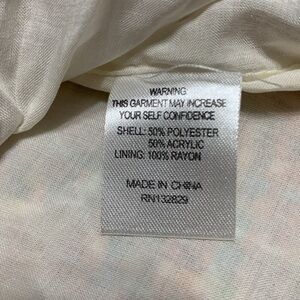 WARNING
THIS GARMENT MAY INCREASE
YOUR SELF CONFIDENCE
SHELL: 50% POLYESTER
50% ACRYLIC
LINING: 100% RAYON
MADE IN CHINA
RN132829